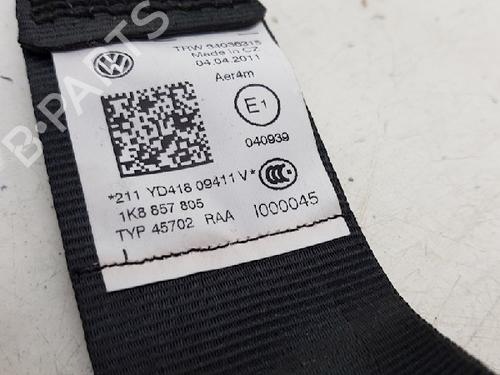 TRW 34036315
Made in CZ
04.04.2011
Aer4m
E1
040939
*211 YD418 09411 V*
1K8 857 805
TYP 45702 RAA I000045
B-PARTS